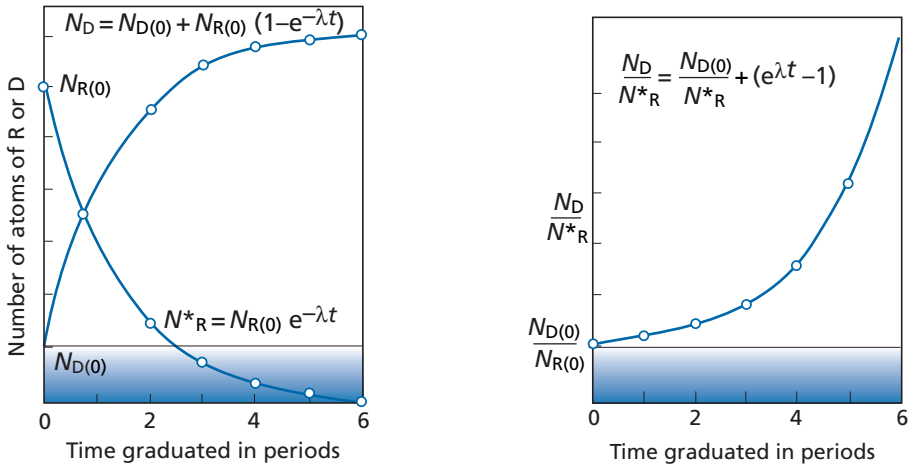 N_D = N_D(0) + N_R(0) (1–e^–λt)
N_R(0)
Number of atoms of R or D
N*_R = N_R(0) e^–λt
N_D(0)
0 2 4 6
Time graduated in periods
N_D/N*_R = N_D(0)/N*_R + (e^λt –1)
N_D/N*_R
N_D(0)/N_R(0)
0 2 4 6
Time graduated in periods